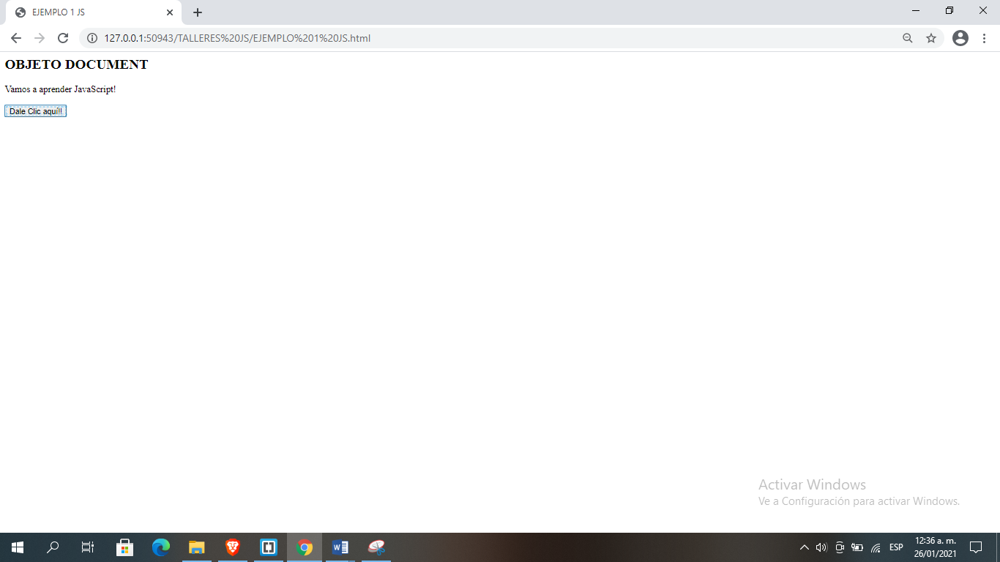 EJEMPLO 1 JS
127.0.0.1:50943/TALLERES%20JS/EJEMPLO%201%20JS.html
OBJETO DOCUMENT
Vamos a aprender JavaScript!
Dale Clic aquí!!
Activar Windows
Ve a Configuración para activar Windows.
ESP
12:36 a. m.
26/01/2021